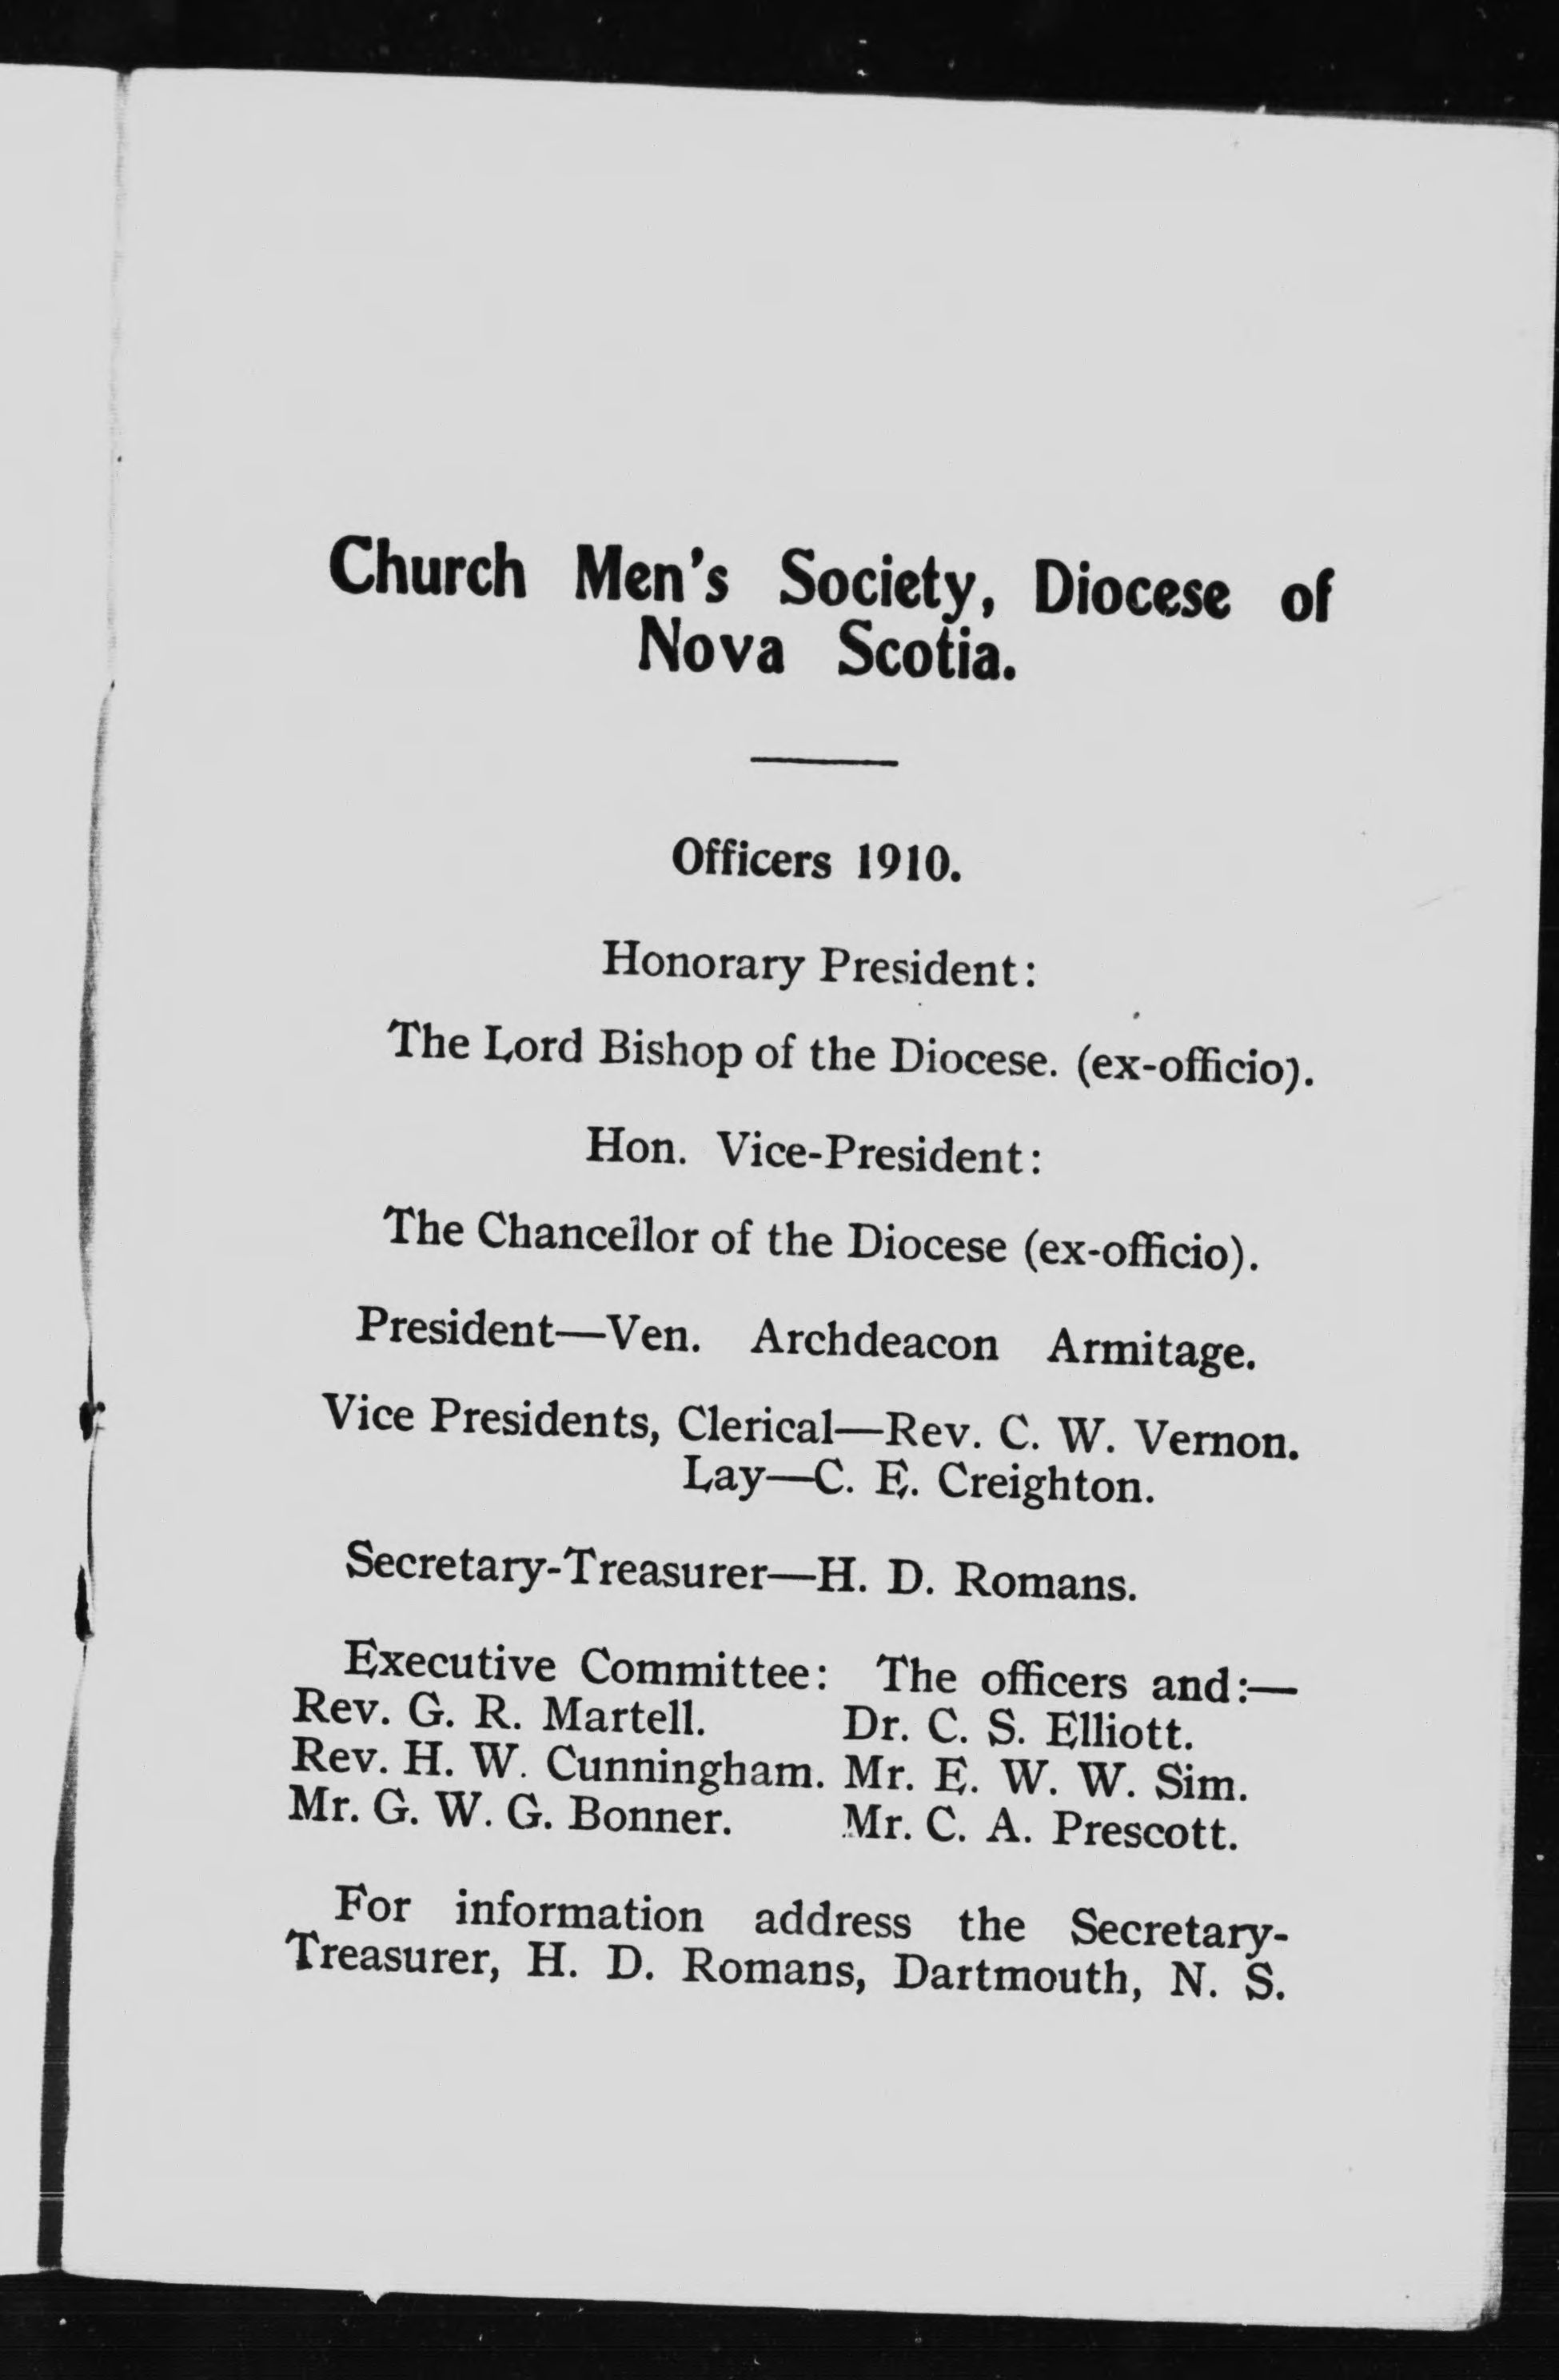 Church Men's Society, Diocese of
Nova Scotia.
Officers 1910.
Honorary President:
The Lord Bishop of the Diocese. (ex-officio).
Hon. Vice-President:
The Chancellor of the Diocese (ex-officio).
President—Ven. Archdeacon Armitage.
Vice Presidents, Clerical—Rev. C. W. Vernon.
Lay—C. E. Creighton.
Secretary-Treasurer—H. D. Romans.
Executive Committee: The officers and:—
Rev. G. R. Martell. Dr. C. S. Elliott.
Rev. H. W. Cunningham. Mr. E. W. W. Sim.
Mr. G. W. G. Bonner. Mr. C. A. Prescott.
For information address the Secretary-
Treasurer, H. D. Romans, Dartmouth, N. S.